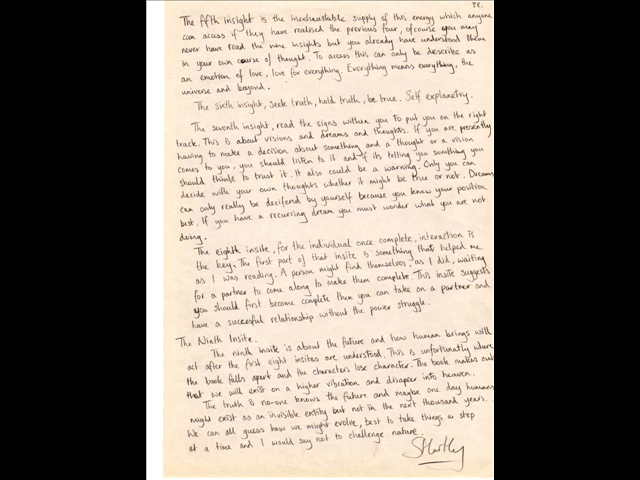 38.
The fifth insight is the inexhaustable supply of this energy which anyone
can access if they have realised the previous four, ofcourse you may
never have read the nine insights but you already have understood them
in your own course of thought. To access this can only be describe as
an emotion of love, love for everything. Everything means everything, the
universe and beyond.
The sixth insight, seek truth, hold truth, be true. Self explanetry.
The seventh insight, read the signs within you to put you on the right
track. This is about visions and dreams and thoughts. If you are presently
having to make a decision about something and a thought or a vision
comes to you, you should listen to it and if its telling you something you
should think to trust it. It also could be a warning. Only you can
decide with your own thoughts whether it might be true or not. Dreams
can only really be decifered by yourself because you know your position
best. If you have a recurring dream you must wonder what you are not
doing.
The eighth insite, for the individual once complete, interaction is
the key. The first part of that insite is something that helped me
as I was reading. A person might find themselves, as I did, waiting
for a partner to come along to make them complete. This insite suggests
you should first become complete then you can take on a partner and
have a successful relationship without the power struggle.
The Ninth Insite.
The ninth insite is about the future and how human beings will
act after the first eight insites are understood. This is unfortunately where
the book falls apart and the characters lose character. The book makes out
that we will exist on a higher vibration and disapear into heaven.
The truth is no-one knows the future and maybe one day humans
might exist as an invisible entity but not in the next thousand years.
We can all guess how we might evolve, best to take things a step
at a time and I would say not to challenge nature.